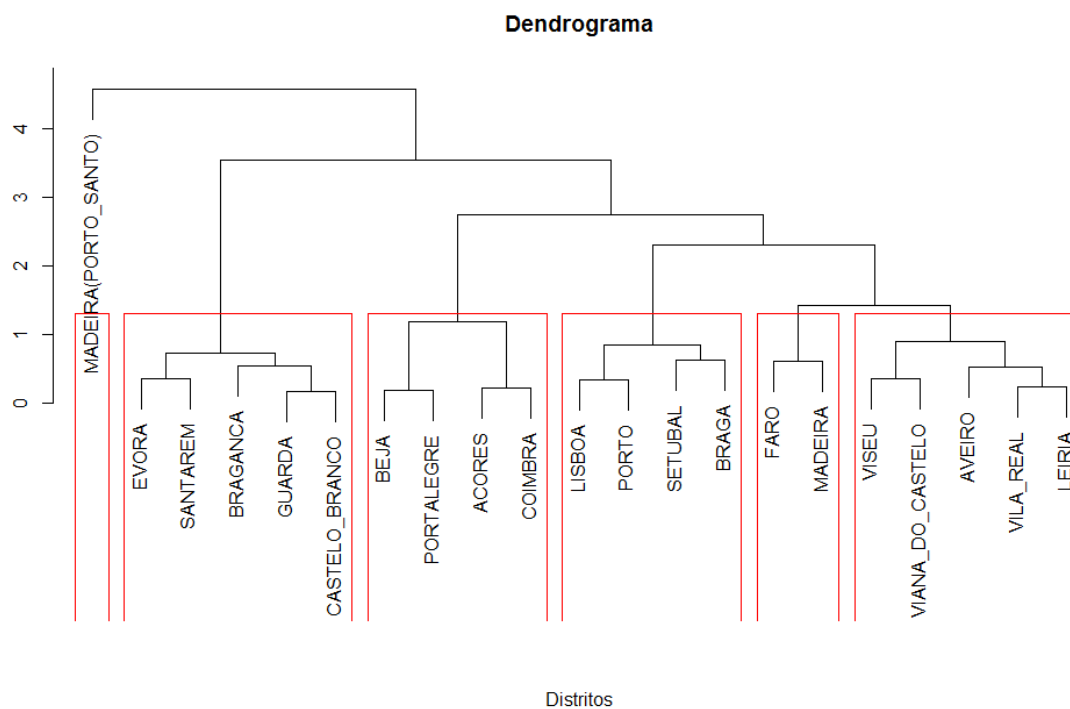 Dendrograma
4
3
2
1
0
MADEIRA(PORTO_SANTO)
EVORA
SANTAREM
BRAGANCA
GUARDA
CASTELO_BRANCO
BEJA
PORTALEGRE
ACORES
COIMBRA
LISBOA
PORTO
SETUBAL
BRAGA
FARO
MADEIRA
VISEU
VIANA_DO_CASTELO
AVEIRO
VILA_REAL
LEIRIA
Distritos